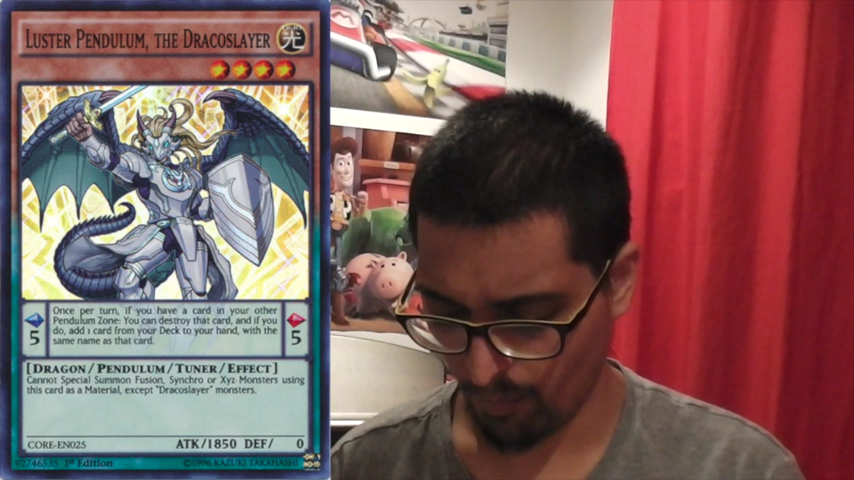 LUSTER PENDULUM, THE DRACOSLAYER
LIGHT
光
Once per turn, if you have a card in your other
Pendulum Zone: You can destroy that card, and if you
do, add 1 card from your Deck to your hand, with the
same name as that card.
5
5
[DRAGON/PENDULUM/TUNER/EFFECT]
Cannot Special Summon Fusion, Synchro or Xyz Monsters using
this card as a Material, except "Dracoslayer" monsters.
CORE-EN025
ATK/1850 DEF/ 0
92746535 1st Edition
©1996 KAZUKI TAKAHASHI